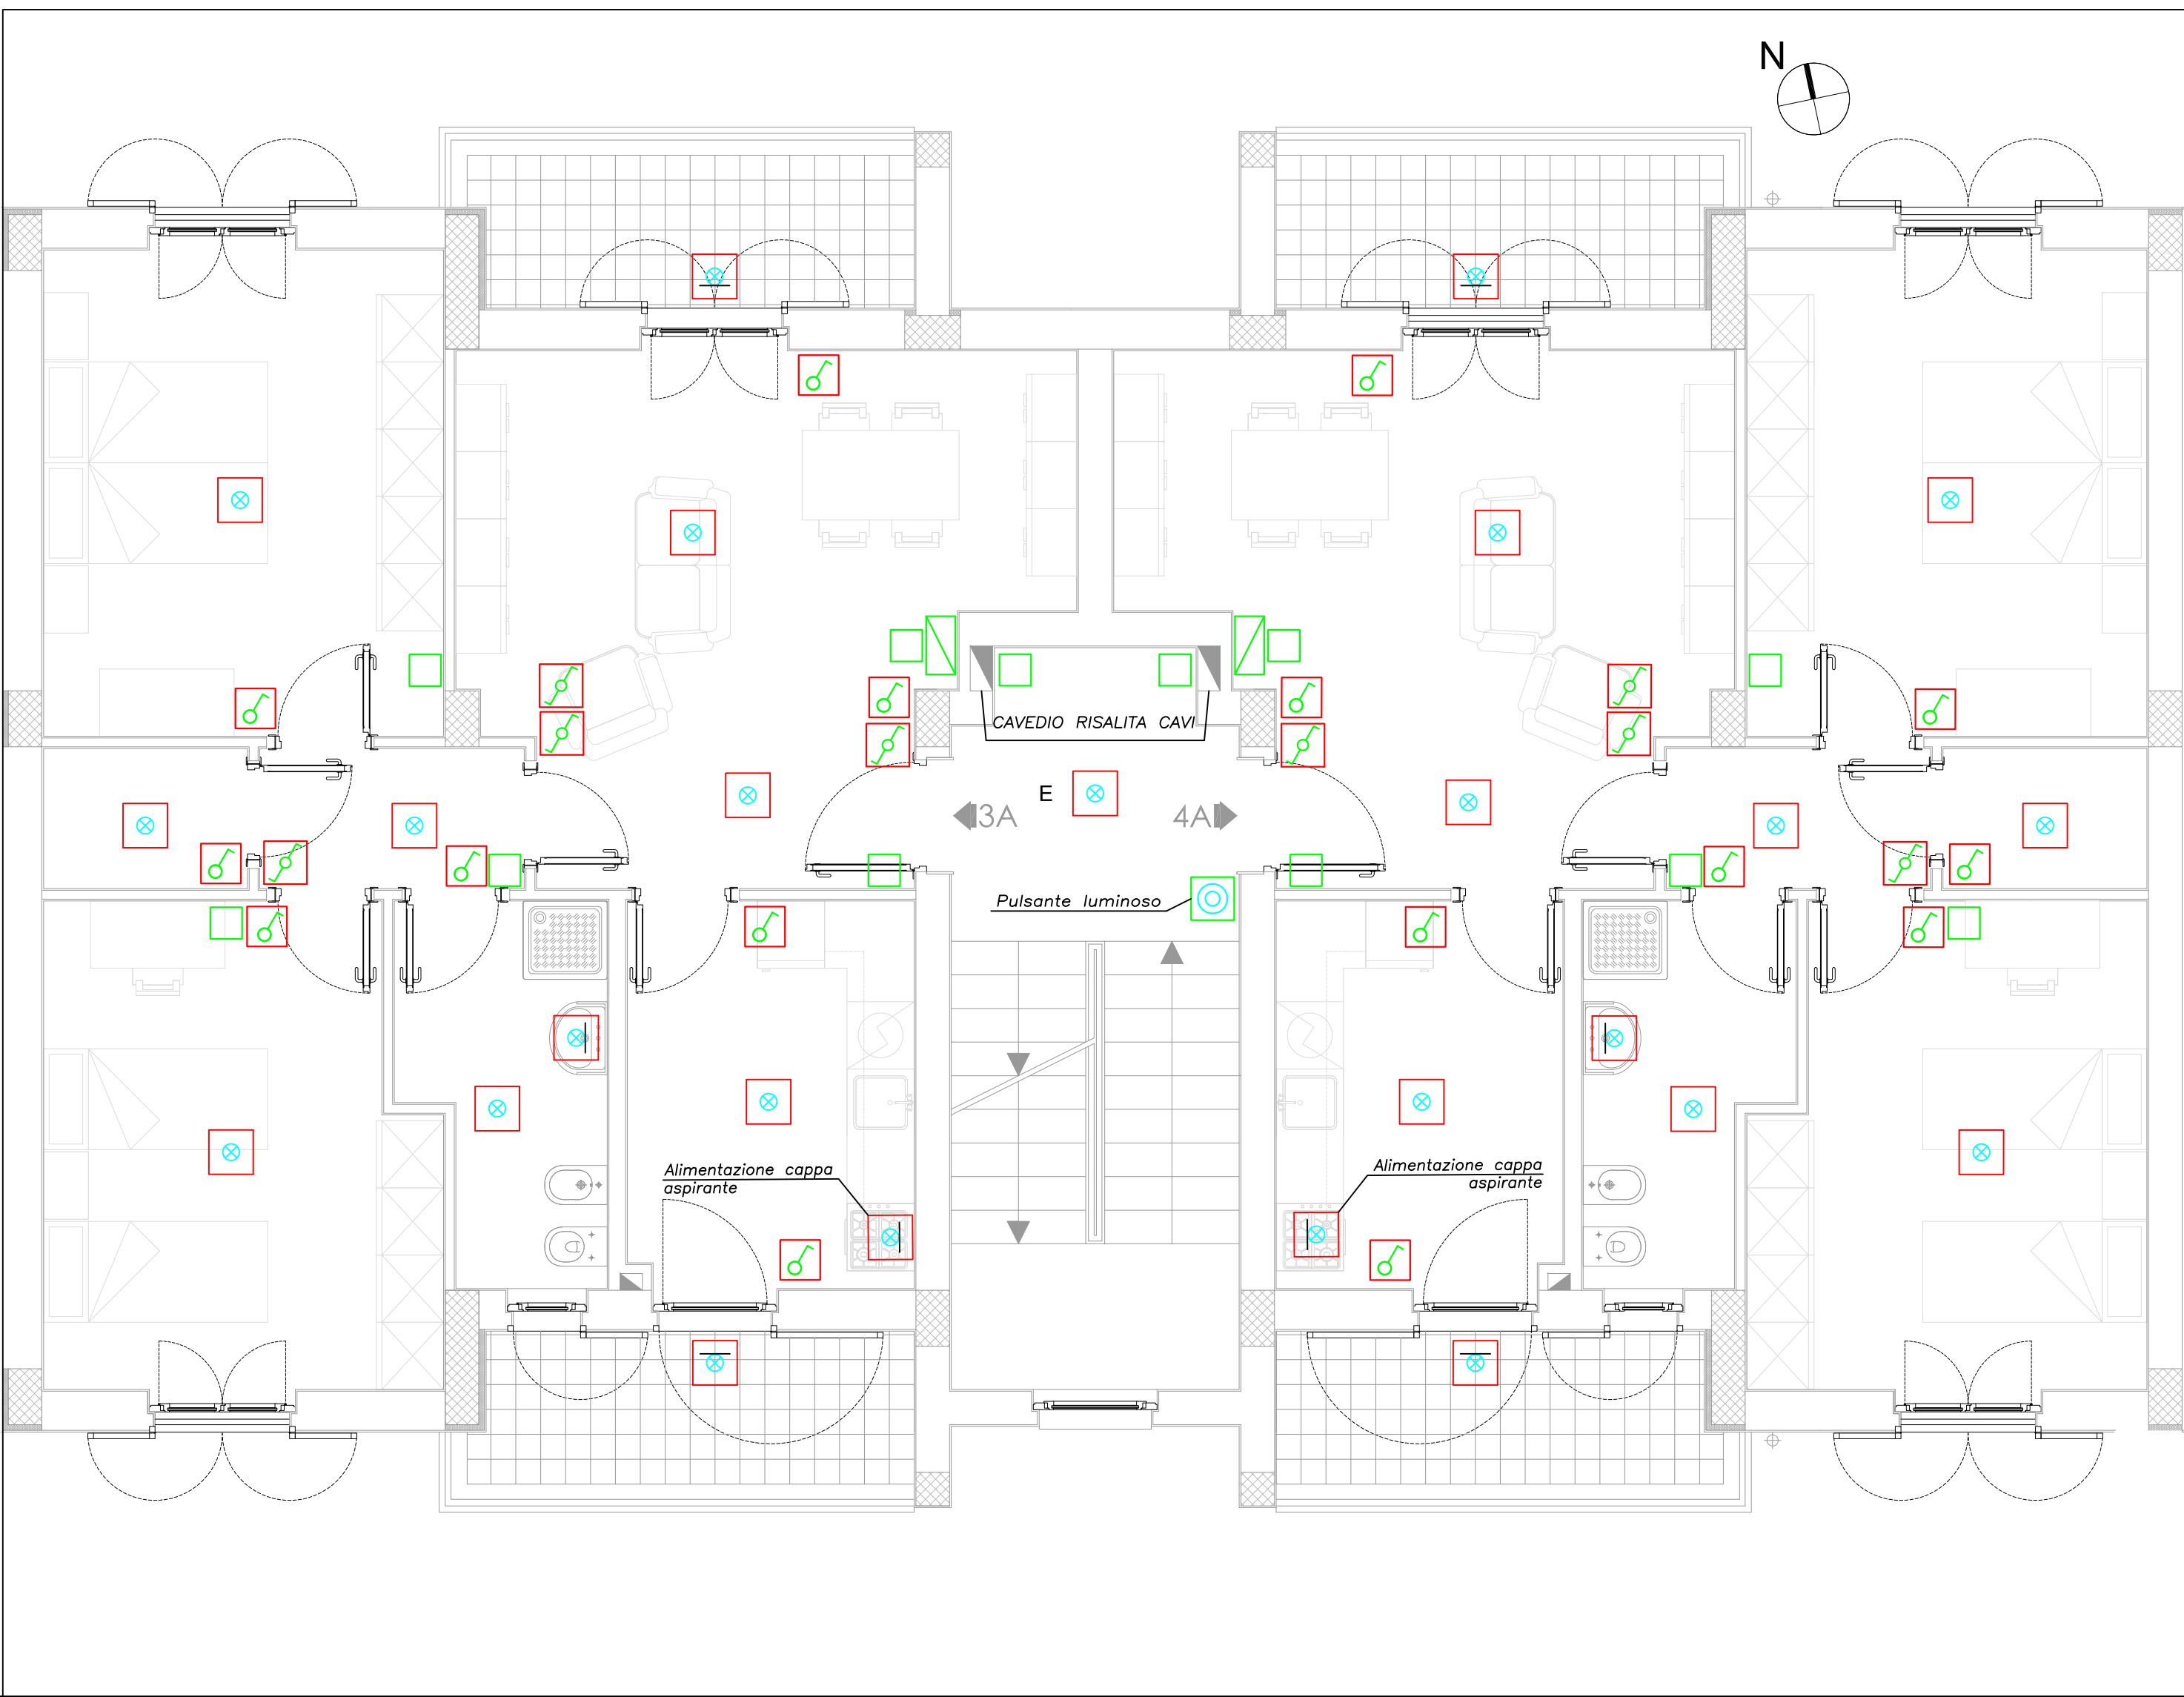 N
CAVEDIO RISALITA CAVI
E
3A
4A
Pulsante luminoso
Alimentazione cappa
aspirante
Alimentazione cappa
aspirante